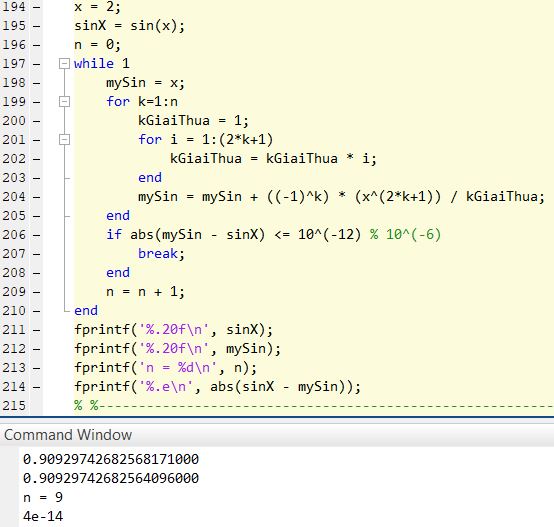 194 – x = 2;
195 – sinX = sin(x);
196 – n = 0;
197 – while 1
198 – mySin = x;
199 – for k=1:n
200 – kGiaiThua = 1;
201 – for i = 1:(2*k+1)
202 – kGiaiThua = kGiaiThua * i;
203 – end
204 – mySin = mySin + ((-1)^k) * (x^(2*k+1)) / kGiaiThua;
205 – end
206 – if abs(mySin - sinX) <= 10^(-12) % 10^(-6)
207 – break;
208 – end
209 – n = n + 1;
210 – end
211 – fprintf('%.20f\n', sinX);
212 – fprintf('%.20f\n', mySin);
213 – fprintf('n = %d\n', n);
214 – fprintf('%.e\n', abs(sinX - mySin));
215 % %--------------------------------------------------------
Command Window
0.90929742682568171000
0.90929742682564096000
n = 9
4e-14